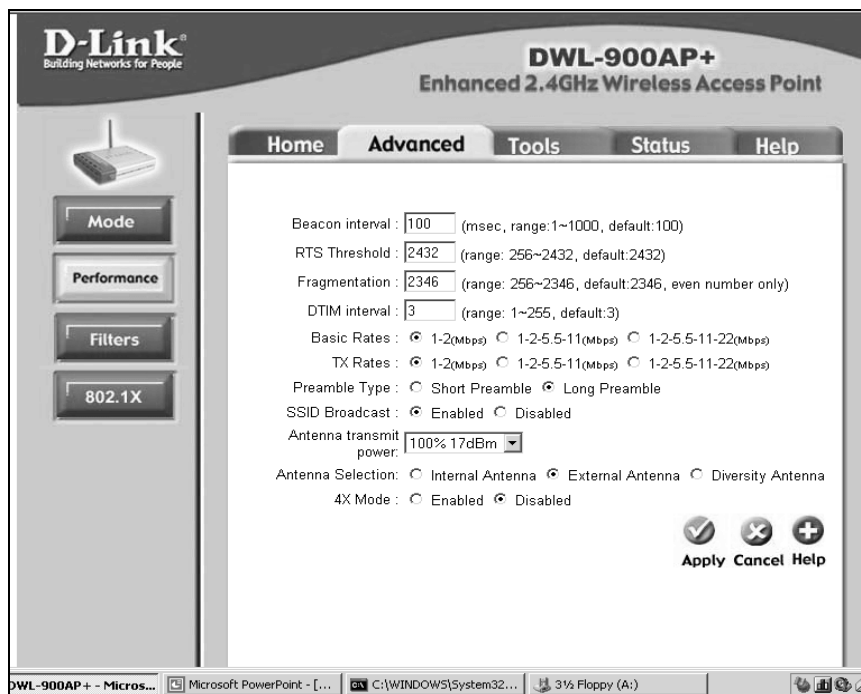 D-Link®
Building Networks for People
DWL-900AP+
Enhanced 2.4GHz Wireless Access Point
Home Advanced Tools Status Help
Mode
Performance
Filters
802.1X
Beacon interval : 100 (msec, range:1~1000, default:100)
RTS Threshold : 2432 (range: 256~2432, default:2432)
Fragmentation : 2346 (range: 256~2346, default:2346, even number only)
DTIM interval : 3 (range: 1~255, default:3)
Basic Rates : 1-2(Mbps) 1-2-5.5-11(Mbps) 1-2-5.5-11-22(Mbps)
TX Rates : 1-2(Mbps) 1-2-5.5-11(Mbps) 1-2-5.5-11-22(Mbps)
Preamble Type : Short Preamble Long Preamble
SSID Broadcast : Enabled Disabled
Antenna transmit
power: 100% 17dBm
Antenna Selection: Internal Antenna External Antenna Diversity Antenna
4X Mode : Enabled Disabled
Apply Cancel Help
DWL-900AP+ - Micros... Microsoft PowerPoint - [... C:\WINDOWS\System32... 3½ Floppy (A:)